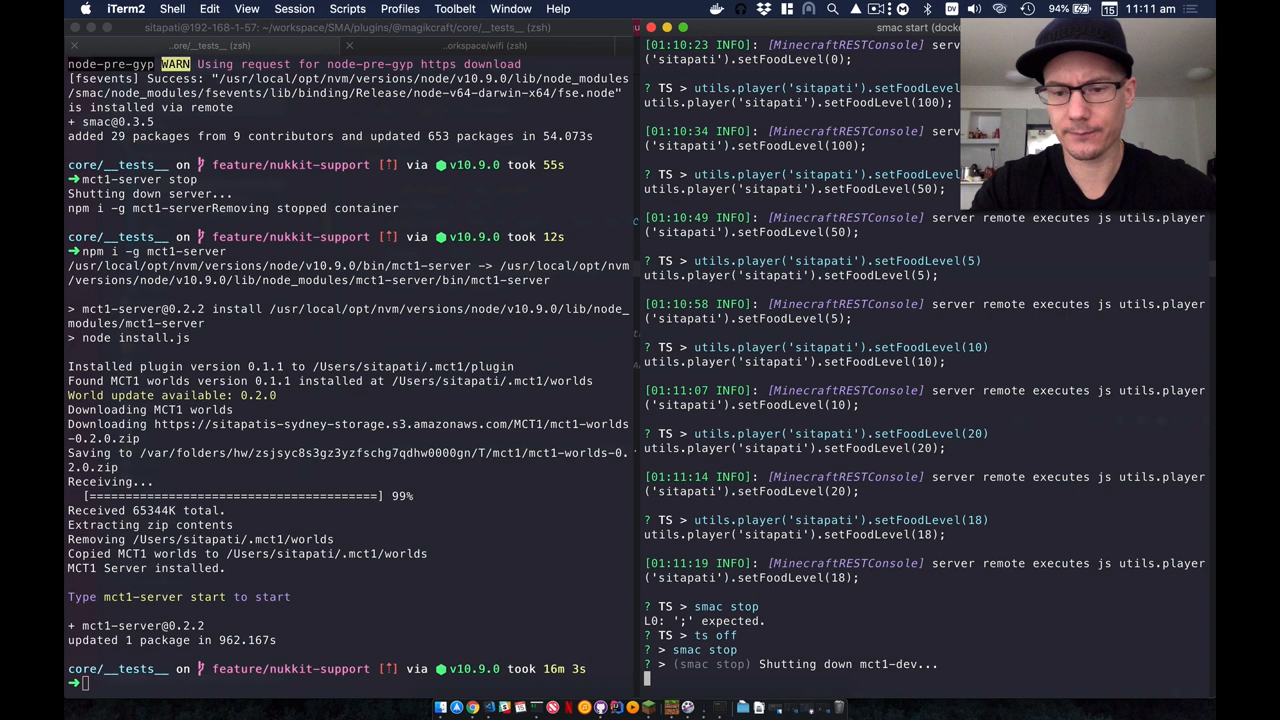 iTerm2 Shell Edit View Session Scripts Profiles Toolbelt Window Help
94% 15 11:11 am
sitapati@192-168-1-57: ~/workspace/SMA/plugins/@magikcraft/core/__tests__ (zsh)
..ore/__tests__ (zsh)
..orkspace/wifi (zsh)
node-pre-gyp WARN Using request for node-pre-gyp https download
[fsevents] Success: "/usr/local/opt/nvm/versions/node/v10.9.0/lib/node_modules
/smac/node_modules/fsevents/lib/binding/Release/node-v64-darwin-x64/fse.node"
is installed via remote
+ smac@0.3.5
added 29 packages from 9 contributors and updated 653 packages in 54.073s
core/__tests__ on feature/nukkit-support [↑] via v10.9.0 took 55s
➜ mct1-server stop
Shutting down server...
npm i -g mct1-serverRemoving stopped container
core/__tests__ on feature/nukkit-support [↑] via v10.9.0 took 12s
➜ npm i -g mct1-server
/usr/local/opt/nvm/versions/node/v10.9.0/bin/mct1-server -> /usr/local/opt/nvm
/versions/node/v10.9.0/lib/node_modules/mct1-server/bin/mct1-server
> mct1-server@0.2.2 install /usr/local/opt/nvm/versions/node/v10.9.0/lib/node_
modules/mct1-server
> node install.js
Installed plugin version 0.1.1 to /Users/sitapati/.mct1/plugin
Found MCT1 worlds version 0.1.1 installed at /Users/sitapati/.mct1/worlds
World update available: 0.2.0
Downloading MCT1 worlds
Downloading https://sitapatis-sydney-storage.s3.amazonaws.com/MCT1/mct1-worlds
-0.2.0.zip
Saving to /var/folders/hw/zsjsyc8s3gz3yzfschg7qdhw0000gn/T/mct1/mct1-worlds-0.
2.0.zip
Receiving...
[========================================] 99%
Received 65344K total.
Extracting zip contents
Removing /Users/sitapati/.mct1/worlds
Copied MCT1 worlds to /Users/sitapati/.mct1/worlds
MCT1 Server installed.
Type mct1-server start to start
+ mct1-server@0.2.2
updated 1 package in 962.167s
core/__tests__ on feature/nukkit-support [↑] via v10.9.0 took 16m 3s
➜
smac start (docke
[01:10:23 INFO]: [MinecraftRESTConsole] serv
('sitapati').setFoodLevel(0);
? TS > utils.player('sitapati').setFoodLevel
utils.player('sitapati').setFoodLevel(100);
[01:10:34 INFO]: [MinecraftRESTConsole] serv
('sitapati').setFoodLevel(100);
? TS > utils.player('sitapati').setFoodLevel
utils.player('sitapati').setFoodLevel(50);
[01:10:49 INFO]: [MinecraftRESTConsole] server remote executes js utils.player
('sitapati').setFoodLevel(50);
? TS > utils.player('sitapati').setFoodLevel(5)
utils.player('sitapati').setFoodLevel(5);
[01:10:58 INFO]: [MinecraftRESTConsole] server remote executes js utils.player
('sitapati').setFoodLevel(5);
? TS > utils.player('sitapati').setFoodLevel(10)
utils.player('sitapati').setFoodLevel(10);
[01:11:07 INFO]: [MinecraftRESTConsole] server remote executes js utils.player
('sitapati').setFoodLevel(10);
? TS > utils.player('sitapati').setFoodLevel(20)
utils.player('sitapati').setFoodLevel(20);
[01:11:14 INFO]: [MinecraftRESTConsole] server remote executes js utils.player
('sitapati').setFoodLevel(20);
? TS > utils.player('sitapati').setFoodLevel(18)
utils.player('sitapati').setFoodLevel(18);
[01:11:19 INFO]: [MinecraftRESTConsole] server remote executes js utils.player
('sitapati').setFoodLevel(18);
? TS > smac stop
L0: ';' expected.
? TS > ts off
? > smac stop
? > (smac stop) Shutting down mct1-dev...